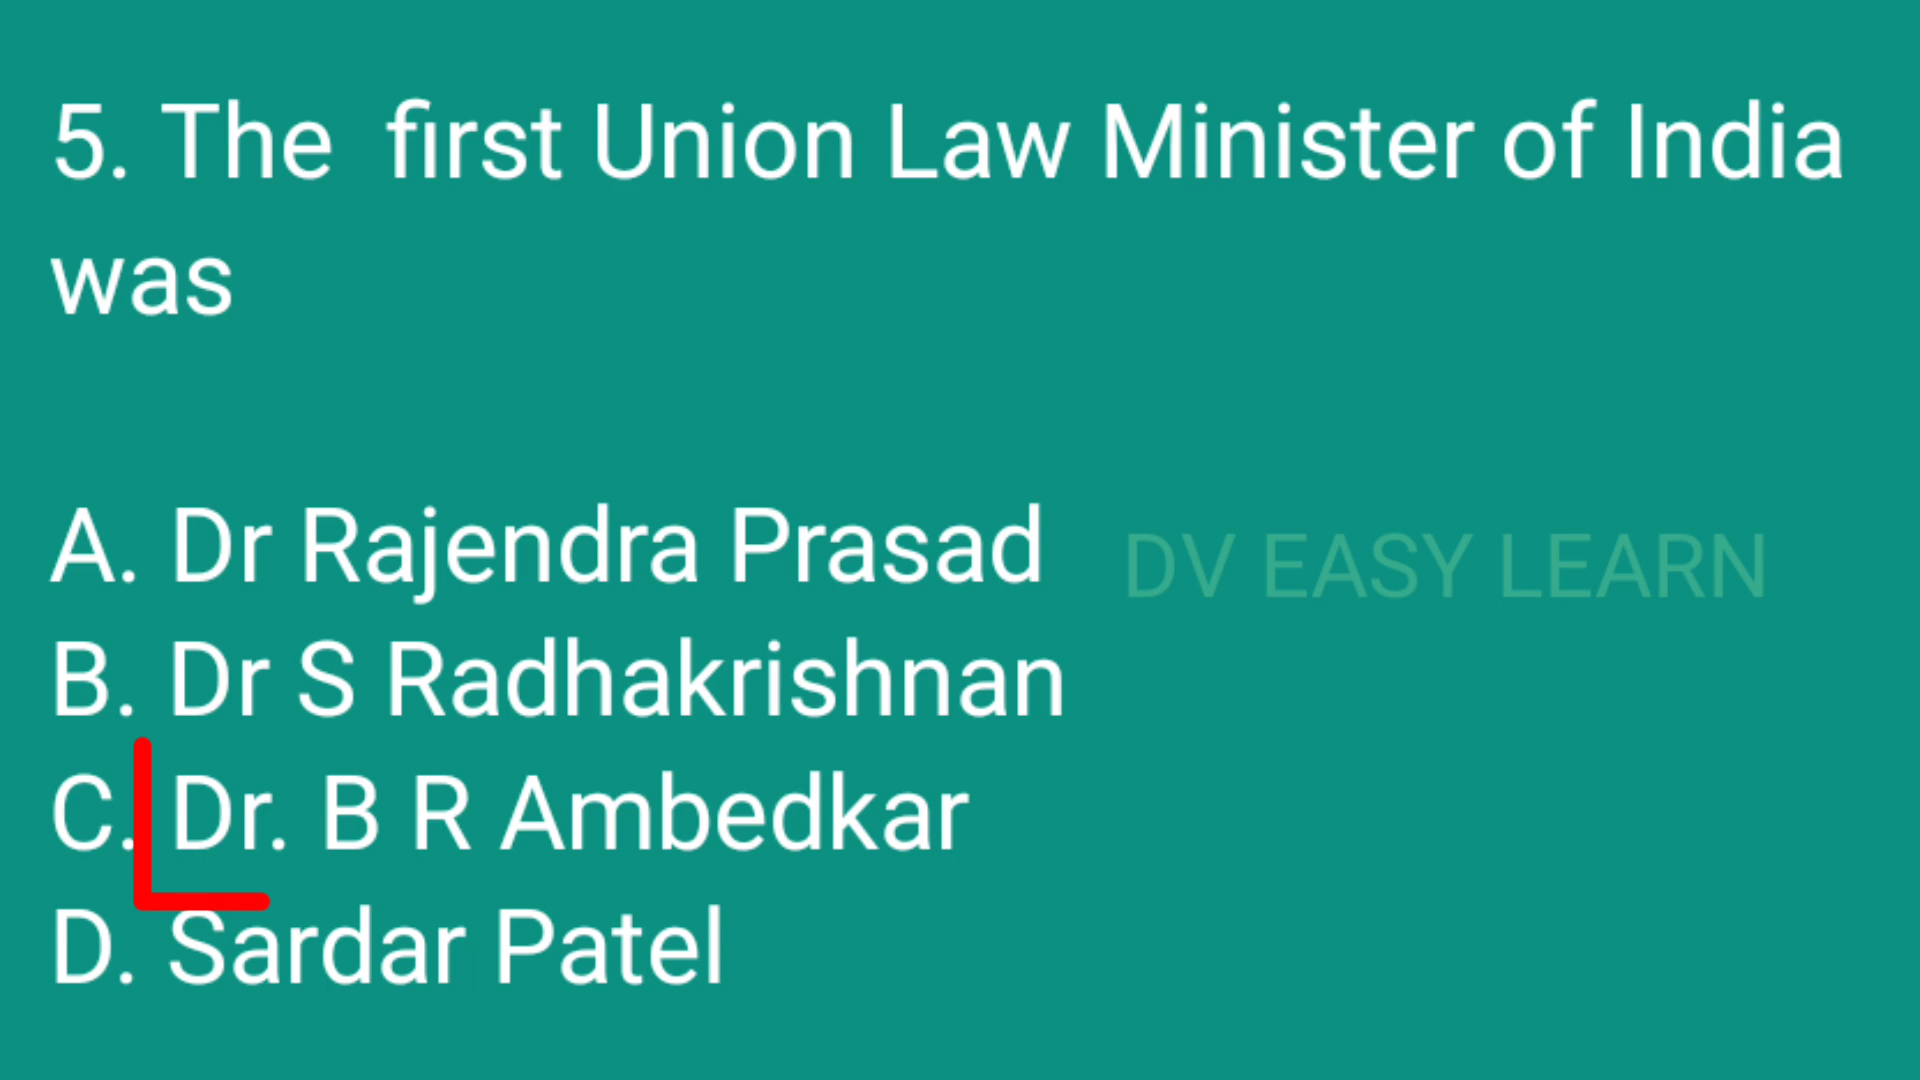 5. The  first Union Law Minister of India
was
A. Dr Rajendra Prasad
DV EASY LEARN
B. Dr S Radhakrishnan
C. Dr. B R Ambedkar
D. Sardar Patel